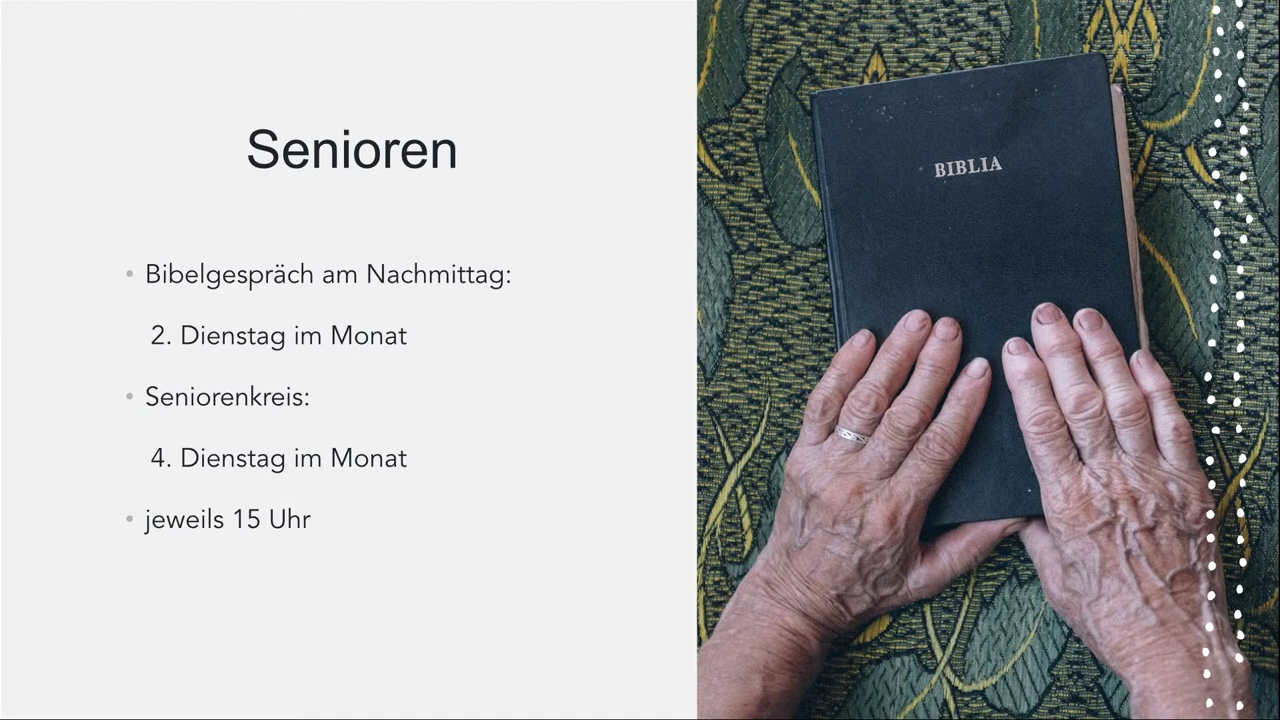 Senioren
• Bibelgespräch am Nachmittag:
2. Dienstag im Monat
• Seniorenkreis:
4. Dienstag im Monat
• jeweils 15 Uhr
BIBLIA